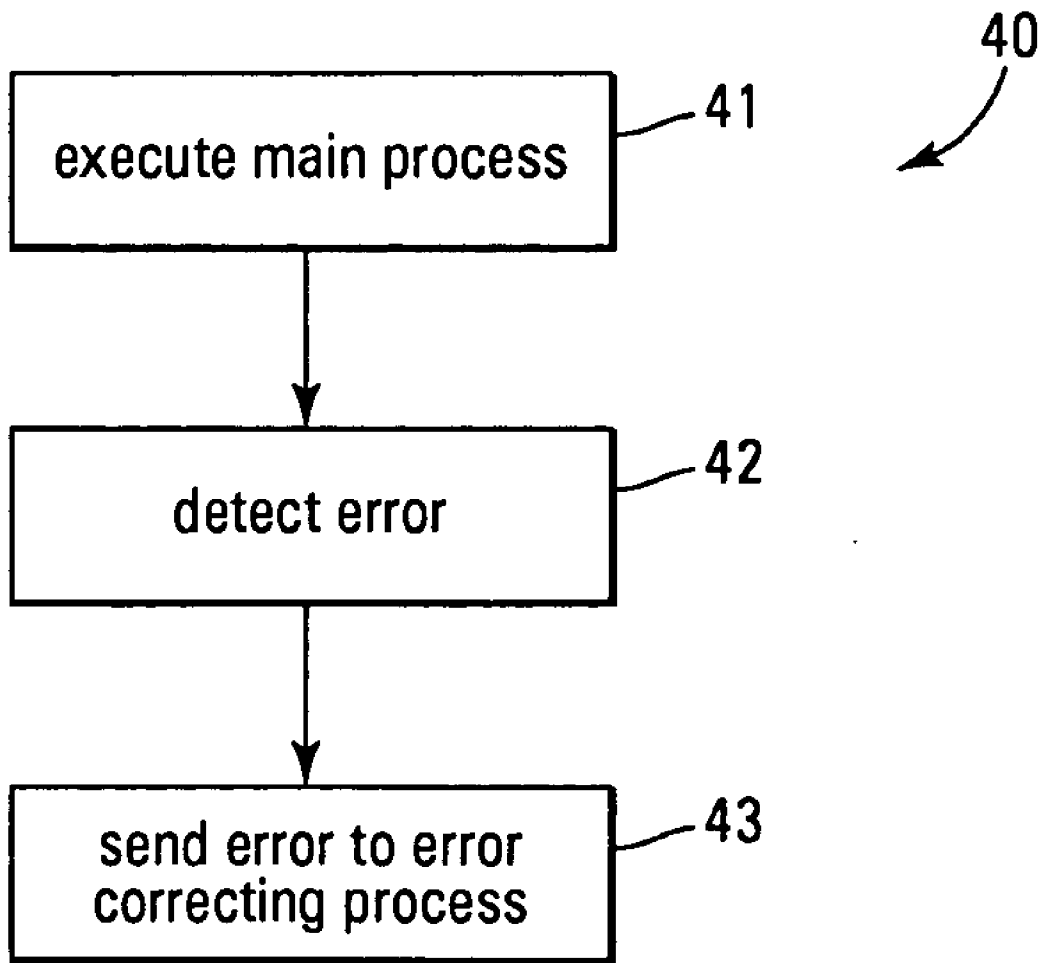 40
execute main process
41
detect error
42
send error to error
correcting process
43